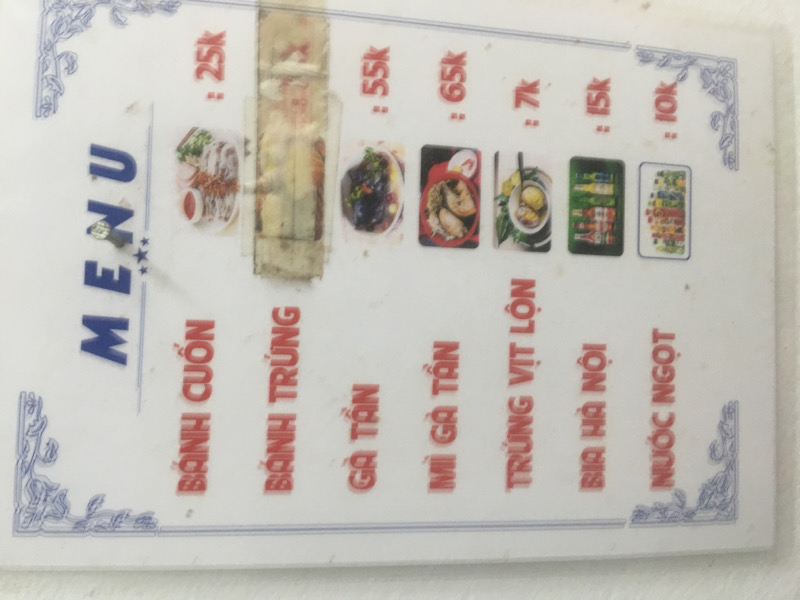 MENU
BÁNH CUỐN : 25k
BÁNH TRỨNG
GÀ TẦN : 55k
MÌ GÀ TẦN : 65k
TRỨNG VỊT LỘN : 7k
BIA HÀ NỘI : 15k
NƯỚC NGỌT : 10k